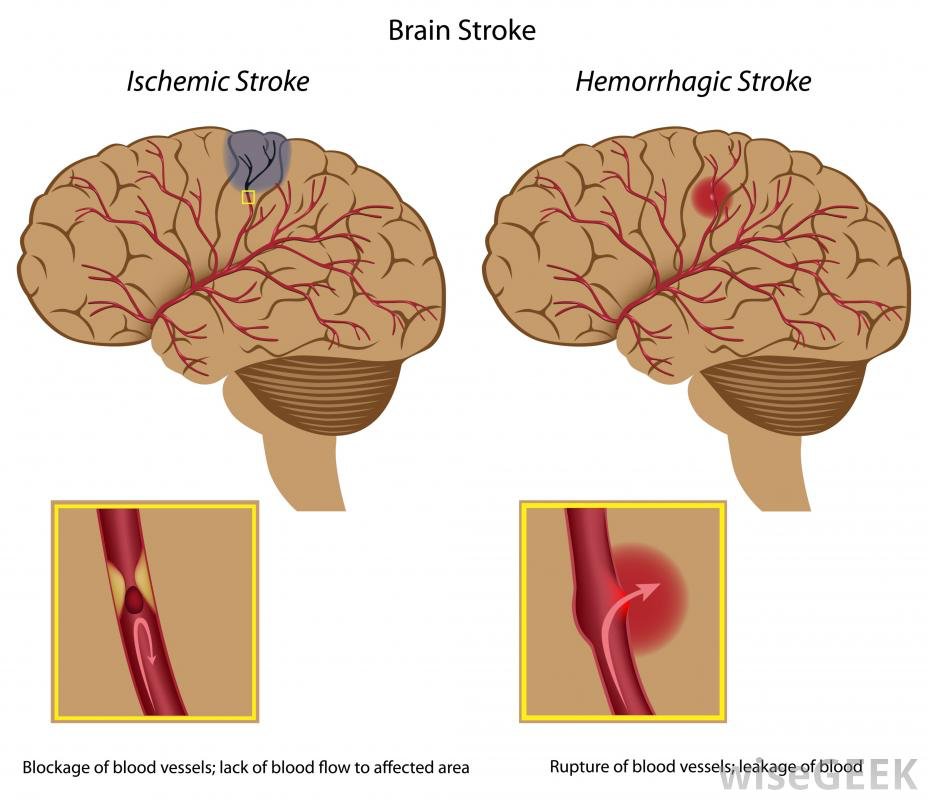 Brain Stroke
Ischemic Stroke
Hemorrhagic Stroke
Blockage of blood vessels; lack of blood flow to affected area
Rupture of blood vessels; leakage of blood
wiseGEEK